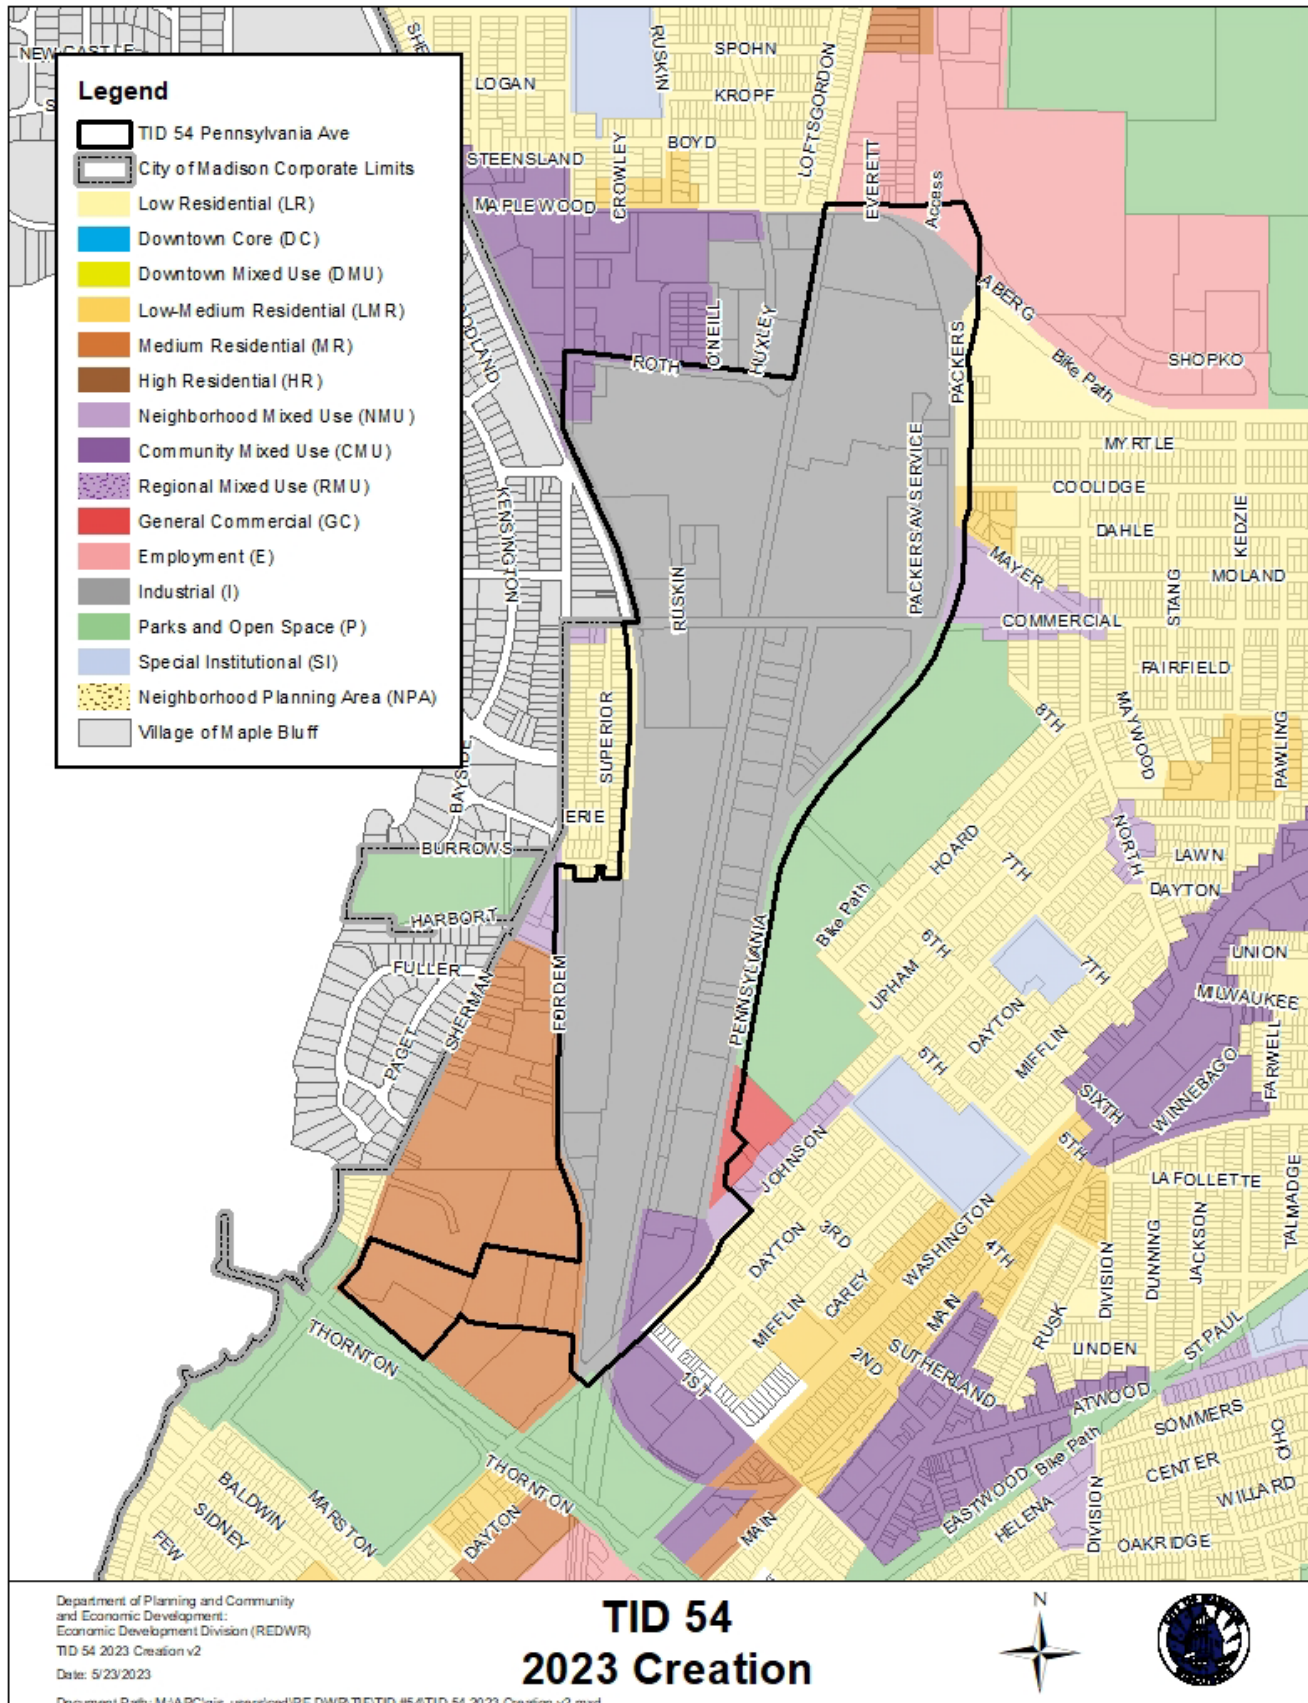 NEW CASTLE
Legend
TID 54 Pennsylvania Ave
City of Madison Corporate Limits
Low Residential (LR)
Downtown Core (DC)
Downtown Mixed Use (DMU)
Low-Medium Residential (LMR)
Medium Residential (MR)
High Residential (HR)
Neighborhood Mixed Use (NMU)
Community Mixed Use (CMU)
Regional Mixed Use (RMU)
General Commercial (GC)
Employment (E)
Industrial (I)
Parks and Open Space (P)
Special Institutional (SI)
Neighborhood Planning Area (NPA)
Village of Maple Bluff
RUSKIN
SPOHN
LOGAN
KROPF
LOFTSGORDON
BOYD
STEENSLAND
CROWLEY
MAPLEWOOD
EVERETT
Access
ABERG
O'NEILL
HUXLEY
ROTH
PACKERS
Bike Path
SHOPKO
MYRTLE
COOLIDGE
DAHLE
KEDZIE
KENSINGTON
PACKERS AV SERVICE
MAYER
MOLAND
STANG
RUSKIN
COMMERCIAL
FAIRFIELD
8TH
MAYWOOD
PAWLING
SUPERIOR
BAYSIDE
ERIE
BURROWS
NORTH
LAWN
HOARD
7TH
DAYTON
HARBORT
Bike Path
6TH
7TH
UNION
FULLER
SHERMAN
FORDEM
PENNSYLVANIA
UPHAM
DAYTON
MILWAUKEE
PAGET
5TH
MIFFLIN
FARWELL
SIXTH
WINNEBAGO
JOHNSON
5TH
LAFOLLETTE
TALMADGE
DAYTON
3RD
WASHINGTON
4TH
DIVISION
DUNNING
JACKSON
MIFFLIN
CAREY
MAIN
RUSK
THORNTON
2ND
SUTHERLAND
LINDEN
ST PAUL
1ST
ATWOOD
SOMMERS
OHIO
Bike Path
CENTER
THORNTON
EASTWOOD
WILLARD
BALDWIN
SIDNEY
MARSTON
FEW
DAYTON
MAIN
HELENA
DIVISION
OAKRIDGE
Department of Planning and Community
and Economic Development:
Economic Development Division (REDWR)
TID 54 2023 Creation v2
Date: 5/23/2023
TID 54
2023 Creation
N